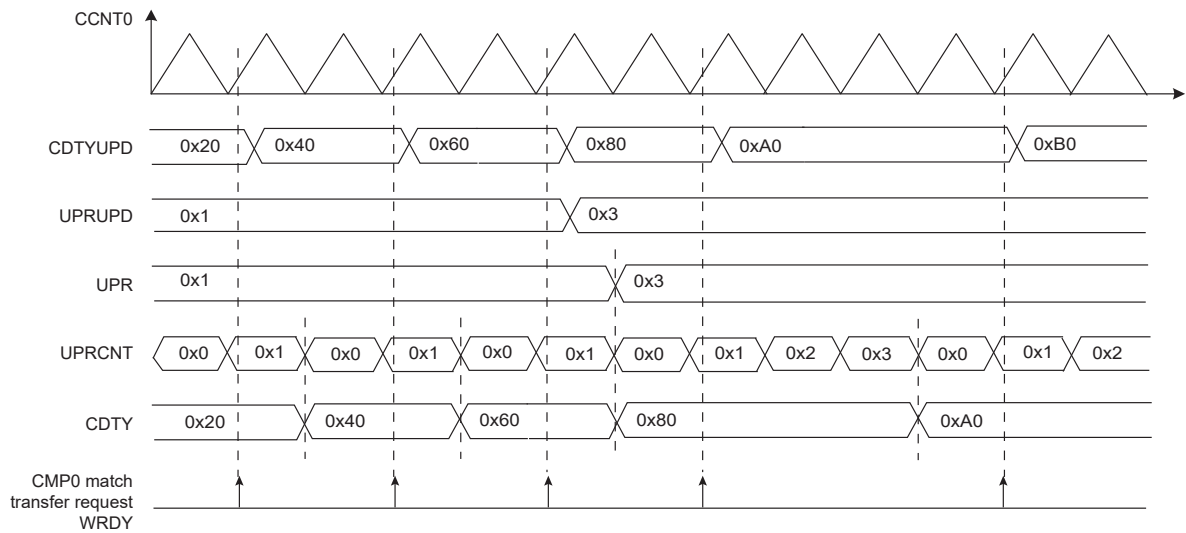 CCNT0
CDTYUPD 0x20 0x40 0x60 0x80 0xA0 0xB0
UPRUPD 0x1 0x3
UPR 0x1 0x3
UPRCNT 0x0 0x1 0x0 0x1 0x0 0x1 0x0 0x1 0x2 0x3 0x0 0x1 0x2
CDTY 0x20 0x40 0x60 0x80 0xA0
CMP0 match
transfer request
WRDY